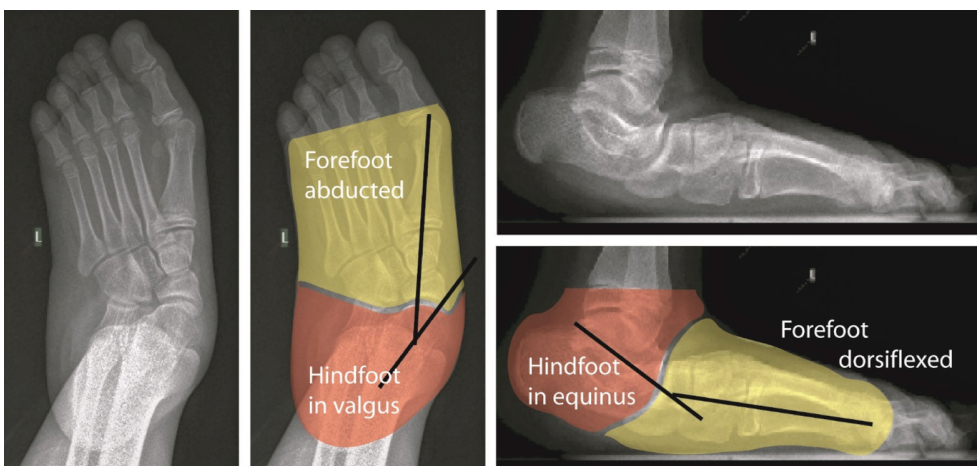 L
Forefoot
abducted
L
Hindfoot
in valgus
L
Forefoot
dorsiflexed
Hindfoot
in equinus
L